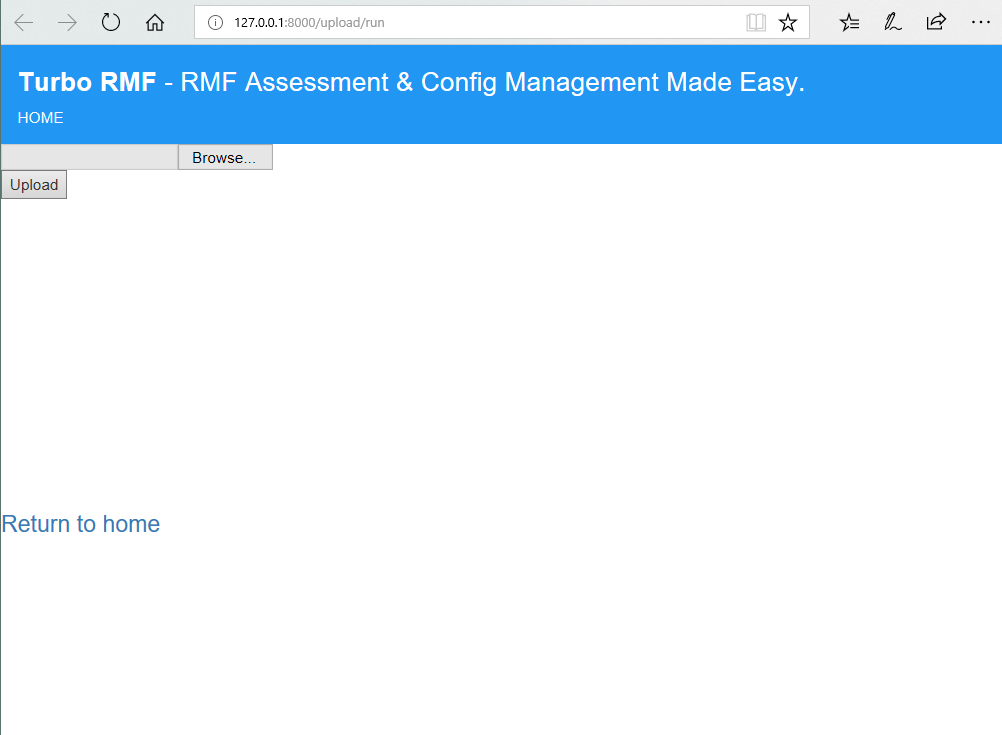 127.0.0.1:8000/upload/run
Turbo RMF - RMF Assessment & Config Management Made Easy.
HOME
Browse...
Upload
Return to home